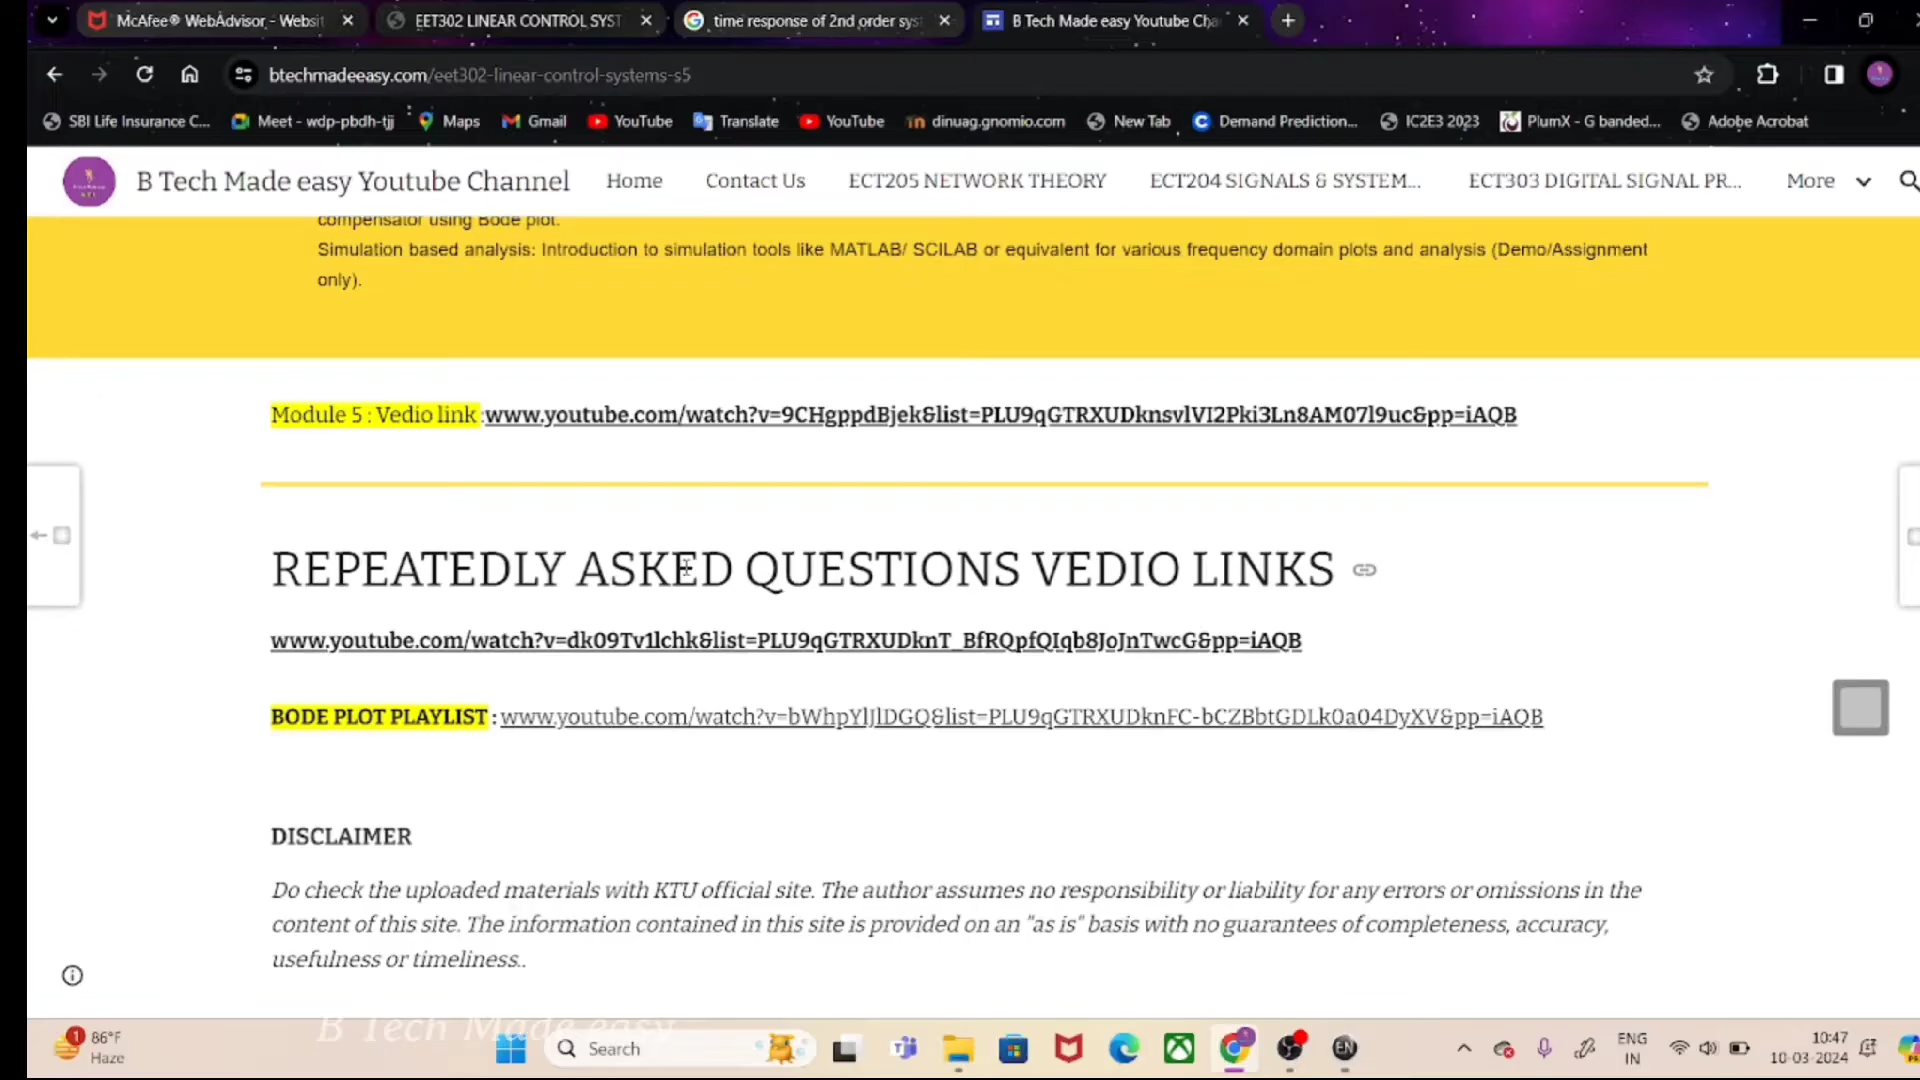 McAfee® WebAdvisor - Websit
EET302 LINEAR CONTROL SYST
time response of 2nd order sys
B Tech Made easy Youtube Cha
btechmadeeasy.com/eet302-linear-control-systems-s5
SBI Life Insurance C...
Meet - wdp-pbdh-tjj
Maps
Gmail
YouTube
Translate
YouTube
dinuag.gnomio.com
New Tab
Demand Prediction...
IC2E3 2023
PlumX - G banded...
Adobe Acrobat
B Tech Made easy Youtube Channel
Home
Contact Us
ECT205 NETWORK THEORY
ECT204 SIGNALS & SYSTEM...
ECT303 DIGITAL SIGNAL PR...
More
compensator using Bode plot.
Simulation based analysis: Introduction to simulation tools like MATLAB/ SCILAB or equivalent for various frequency domain plots and analysis (Demo/Assignment
only).
Module 5 : Vedio link :www.youtube.com/watch?v=9CHgppdBjek&list=PLU9qGTRXUDknsvlVI2Pki3Ln8AM07l9uc&pp=iAQB
REPEATEDLY ASKED QUESTIONS VEDIO LINKS
www.youtube.com/watch?v=dk09Tv1lchk&list=PLU9qGTRXUDknT_BfRQpfQIqb8JoJnTwcG&pp=iAQB
BODE PLOT PLAYLIST : www.youtube.com/watch?v=bWhpYlJlDGQ&list=PLU9qGTRXUDknFC-bCZBbtGDLk0a04DyXV&pp=iAQB
DISCLAIMER
Do check the uploaded materials with KTU official site. The author assumes no responsibility or liability for any errors or omissions in the
content of this site. The information contained in this site is provided on an "as is" basis with no guarantees of completeness, accuracy,
usefulness or timeliness..
B Tech Made easy
1
86°F
Haze
Search
EN
ENG
IN
10:47
10-03-2024